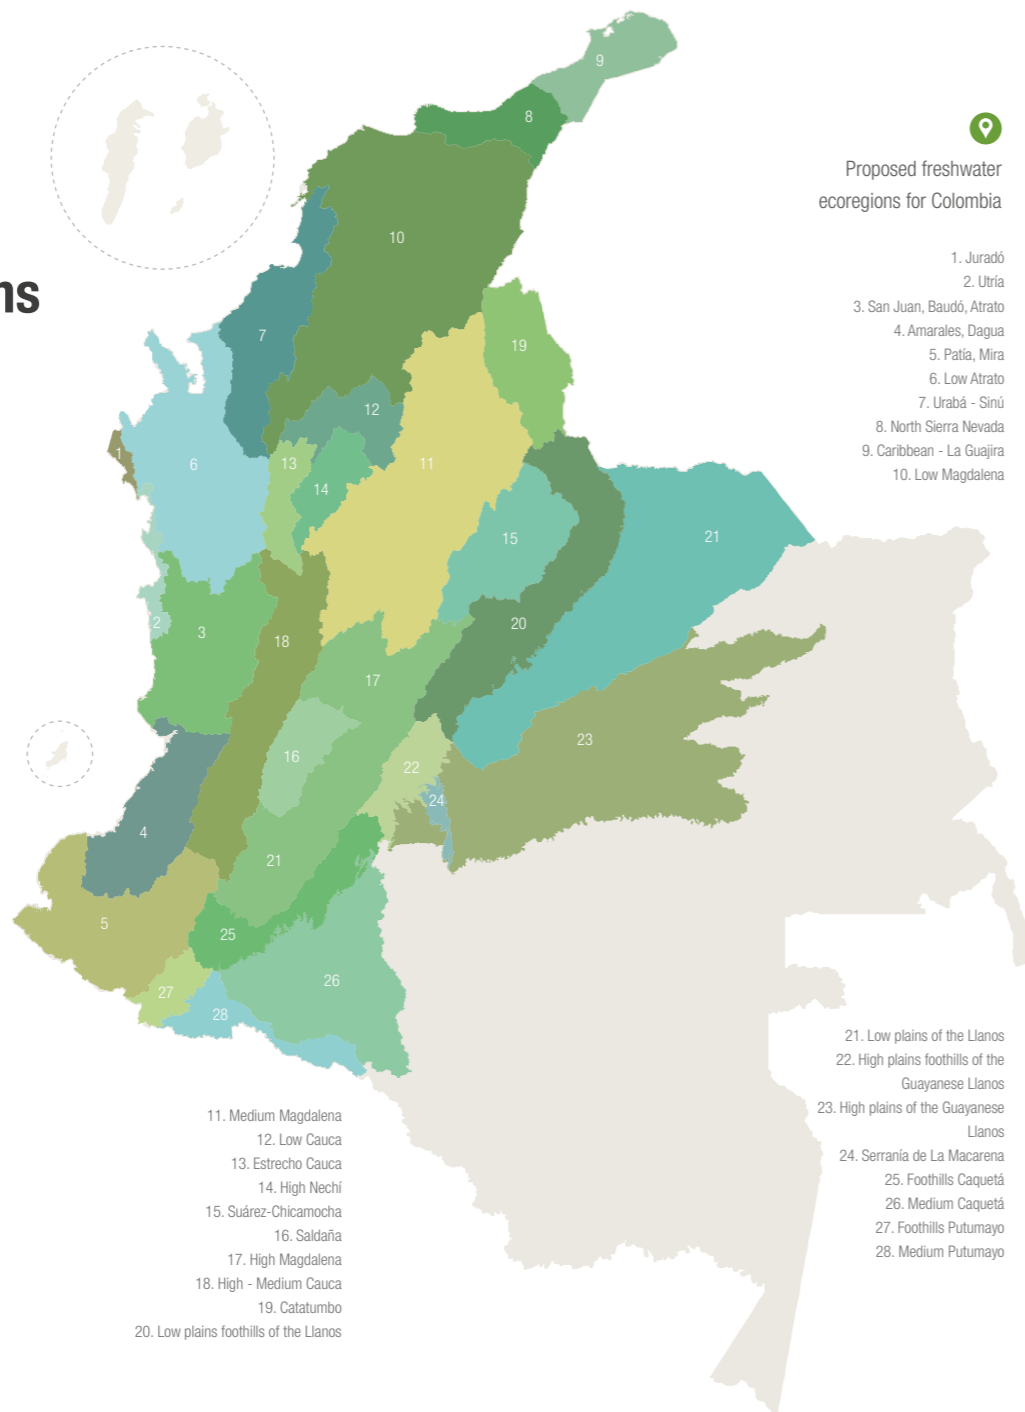 ns
Proposed freshwater
ecoregions for Colombia
1. Juradó
2. Utría
3. San Juan, Baudó, Atrato
4. Amarales, Dagua
5. Patía, Mira
6. Low Atrato
7. Urabá - Sinú
8. North Sierra Nevada
9. Caribbean - La Guajira
10. Low Magdalena
9
8
10
7
19
12
11
13
14
6
1
15
21
20
2
3
18
17
16
22
23
24
4
21
5
25
26
27
28
11. Medium Magdalena
12. Low Cauca
13. Estrecho Cauca
14. High Nechí
15. Suárez-Chicamocha
16. Saldaña
17. High Magdalena
18. High - Medium Cauca
19. Catatumbo
20. Low plains foothills of the Llanos
21. Low plains of the Llanos
22. High plains foothills of the
Guayanese Llanos
23. High plains of the Guayanese
Llanos
24. Serranía de La Macarena
25. Foothills Caquetá
26. Medium Caquetá
27. Foothills Putumayo
28. Medium Putumayo